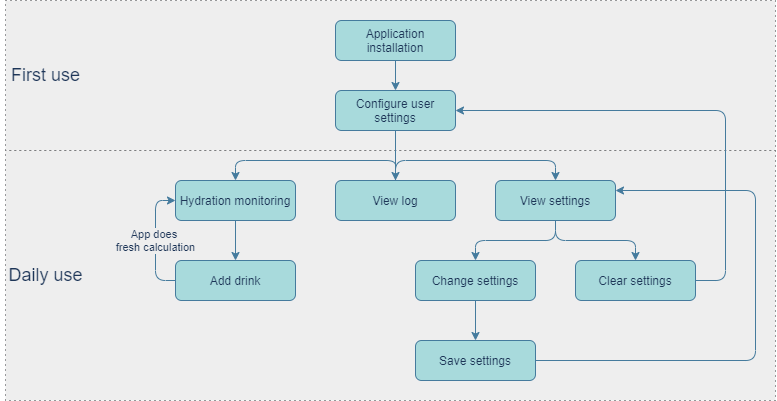 Application
installation
First use
Configure user
settings
Hydration monitoring
View log
View settings
App does
fresh calculation
Daily use
Add drink
Change settings
Clear settings
Save settings